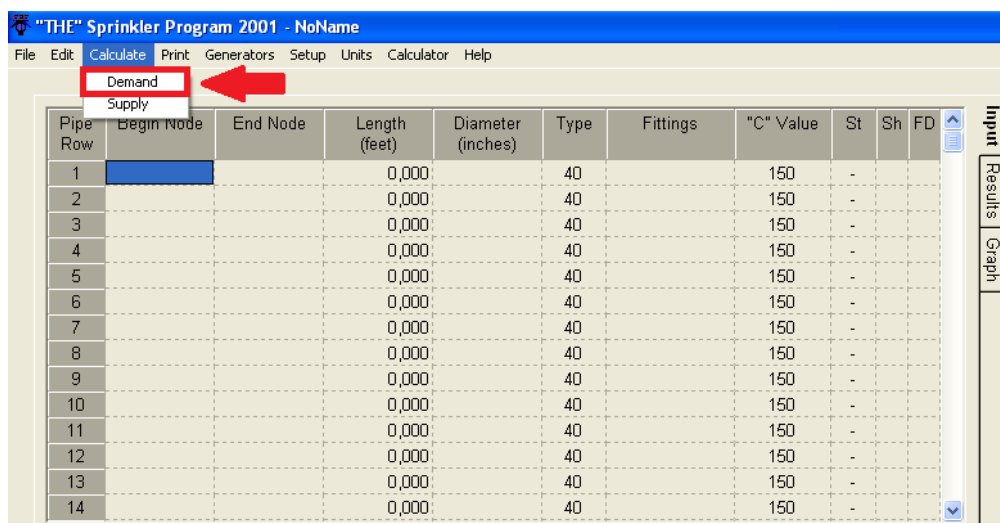 "THE" Sprinkler Program 2001 - NoName
File Edit Calculate Print Generators Setup Units Calculator Help
Demand
Supply
Pipe Row Begin Node End Node Length (feet) Diameter (inches) Type Fittings "C" Value St Sh FD
1 0,000 40 150 -
2 0,000 40 150 -
3 0,000 40 150 -
4 0,000 40 150 -
5 0,000 40 150 -
6 0,000 40 150 -
7 0,000 40 150 -
8 0,000 40 150 -
9 0,000 40 150 -
10 0,000 40 150 -
11 0,000 40 150 -
12 0,000 40 150 -
13 0,000 40 150 -
14 0,000 40 150 -
Input
Results
Graph